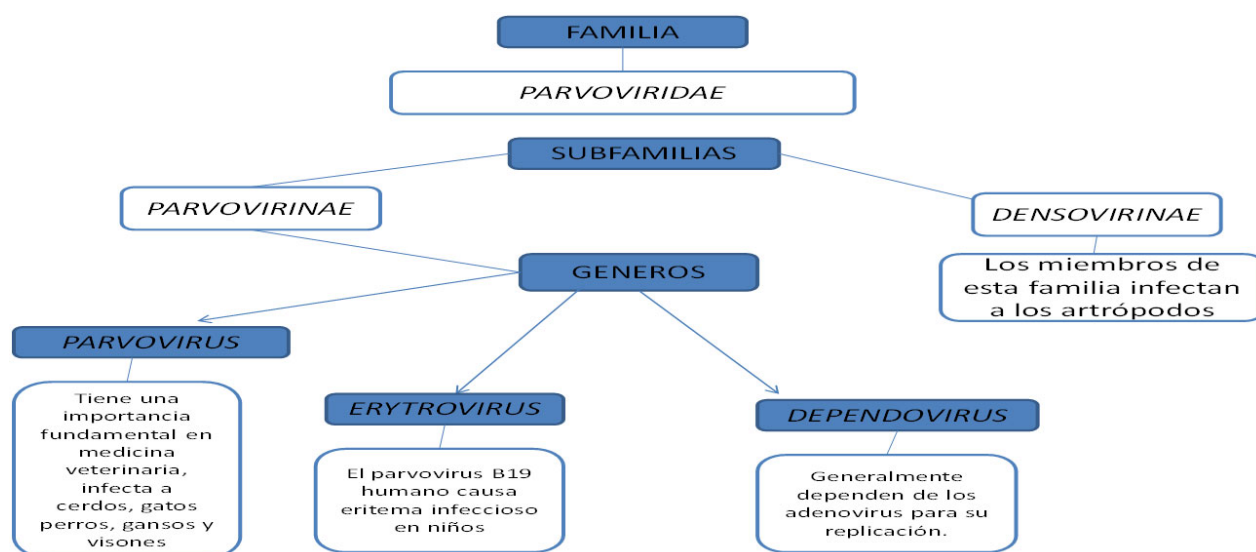 FAMILIA
PARVOVIRIDAE
SUBFAMILIAS
PARVOVIRINAE
DENSOVIRINAE
Los miembros de
esta familia infectan
a los artrópodos
GENEROS
PARVOVIRUS
Tiene una
importancia
fundamental en
medicina
veterinaria,
infecta a
cerdos, gatos
perros, gansos y
visones
ERYTROVIRUS
El parvovirus B19
humano causa
eritema infeccioso
en niños
DEPENDOVIRUS
Generalmente
dependen de los
adenovirus para su
replicación.